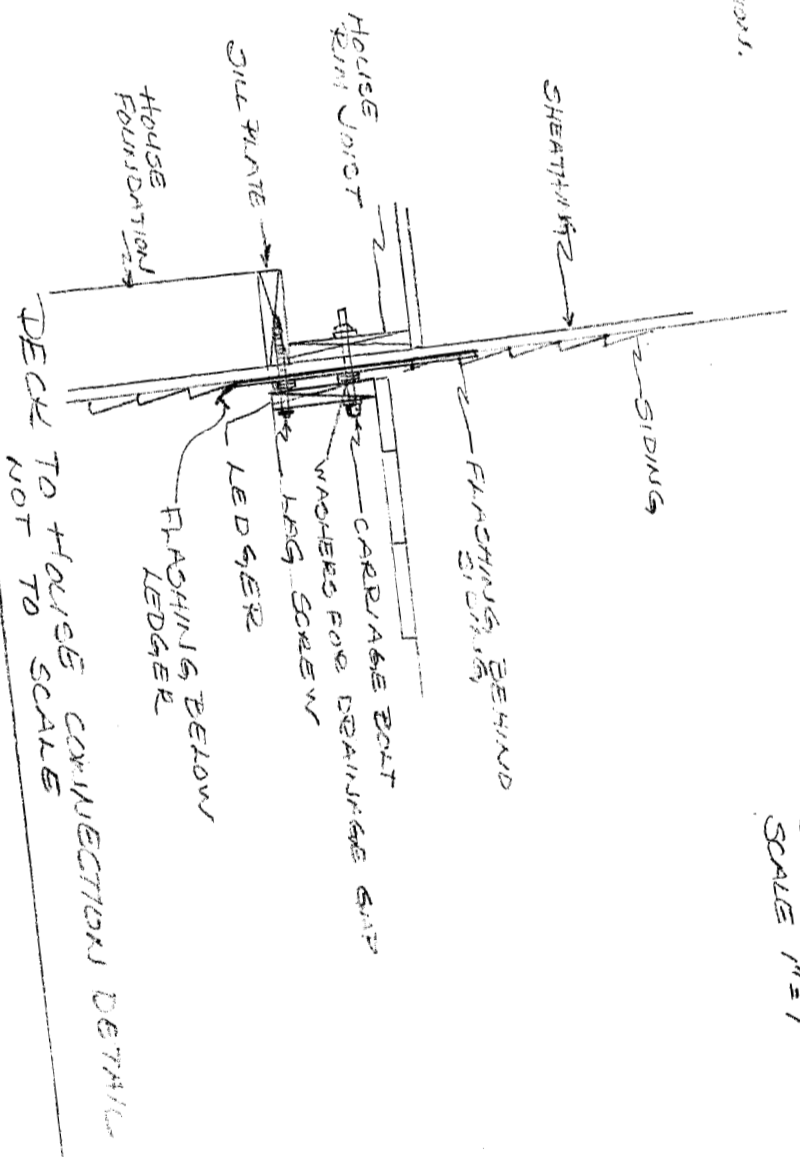 SHEATHING
SIDING
HOUSE
RIM JOIST
FLASHING BEHIND
SIDING
SILL PLATE
CARRIAGE BOLT
WASHERS FOR DRAINAGE GAP
LAG SCREW
LEDGER
HOUSE
FOUNDATION
FLASHING BELOW
LEDGER
DECK TO HOUSE CONNECTION DETAIL
NOT TO SCALE
SCALE 1" = 1